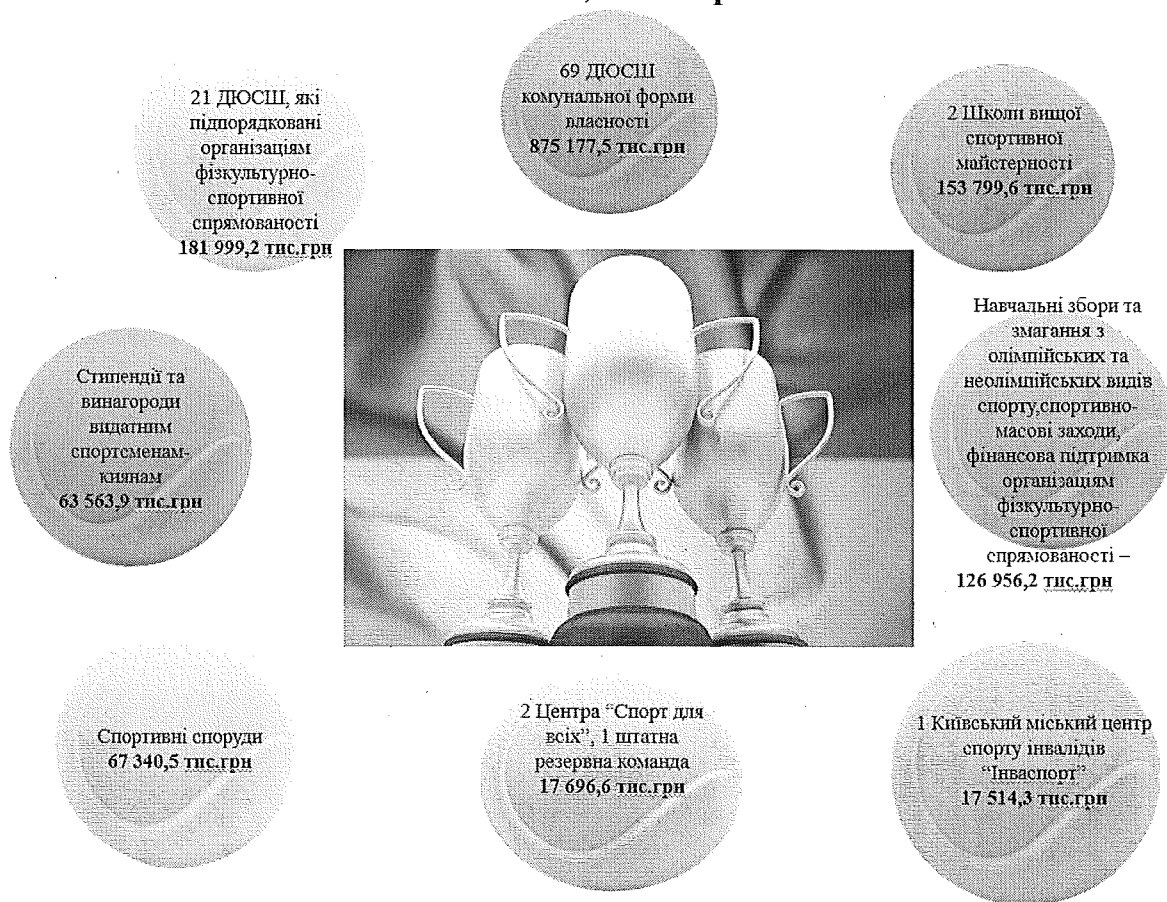 69 ДЮСШ
комунальної форми
власності
875 177,5 тис.грн
21 ДЮСШ, які
підпорядковані
організаціям
фізкультурно-
спортивної
спрямованості
181 999,2 тис.грн
2 Школи вищої
спортивної
майстерності
153 799,6 тис.грн
Стипендії та
винагороди
видатним
спортсменам-
киянам
63 563,9 тис.грн
Навчальні збори та
змагання з
олімпійських та
неолімпійських видів
спорту,спортивно-
масові заходи,
фінансова підтримка
організаціям
фізкультурно-
спортивної
спрямованості –
126 956,2 тис.грн
Спортивні споруди
67 340,5 тис.грн
2 Центра “Спорт для
всіх”, 1 штатна
резервна команда
17 696,6 тис.грн
1 Київський міський центр
спорту інвалідів
“Інваспорт”
17 514,3 тис.грн